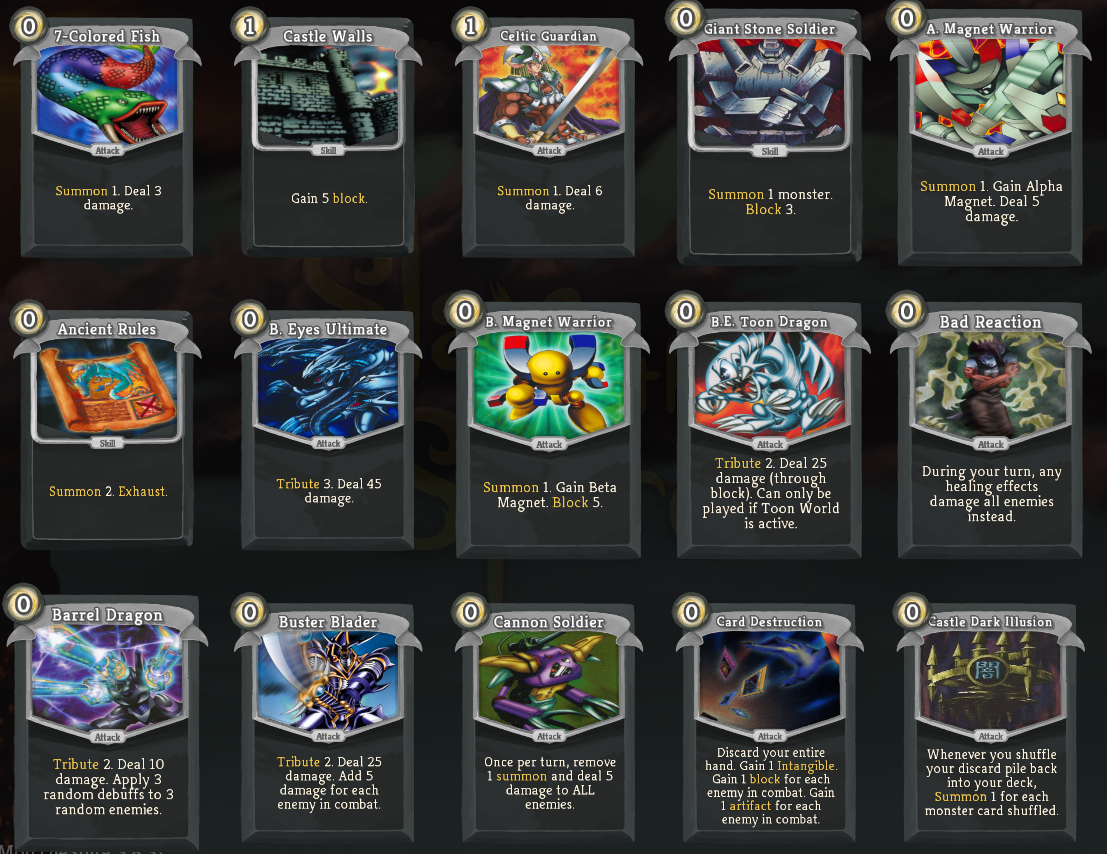 0
7-Colored Fish
Attack
Summon 1. Deal 3
damage.
1
Castle Walls
Skill
Gain 5 block.
1
Celtic Guardian
Attack
Summon 1. Deal 6
damage.
0
Giant Stone Soldier
Skill
Summon 1 monster.
Block 3.
0
A. Magnet Warrior
Attack
Summon 1. Gain Alpha
Magnet. Deal 5
damage.
0
Ancient Rules
Skill
Summon 2. Exhaust.
0
B. Eyes Ultimate
Attack
Tribute 3. Deal 45
damage.
0
B. Magnet Warrior
Attack
Summon 1. Gain Beta
Magnet. Block 5.
0
B.E. Toon Dragon
Attack
Tribute 2. Deal 25
damage (through
block). Can only be
played if Toon World
is active.
0
Bad Reaction
Attack
During your turn, any
healing effects
damage all enemies
instead.
0
Barrel Dragon
Attack
Tribute 2. Deal 10
damage. Apply 3
random debuffs to 3
random enemies.
0
Buster Blader
Attack
Tribute 2. Deal 25
damage. Add 5
damage for each
enemy in combat.
0
Cannon Soldier
Attack
Once per turn, remove
1 summon and deal 5
damage to ALL
enemies.
0
Card Destruction
Attack
Discard your entire
hand. Gain 1 Intangible.
Gain 1 block for each
enemy in combat. Gain
1 artifact for each
enemy in combat.
0
Castle Dark Illusion
闇
Attack
Whenever you shuffle
your discard pile back
into your deck,
Summon 1 for each
monster card shuffled.